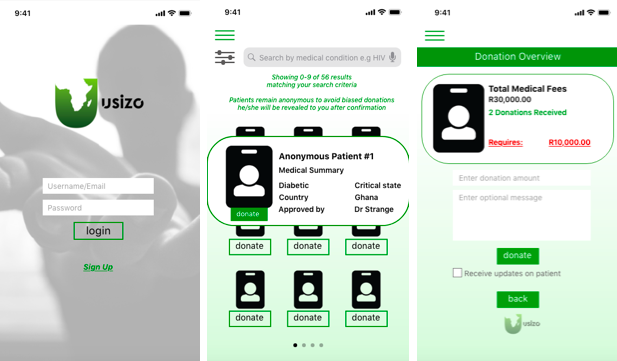 9:41
usizo
Username/Email
Password
login
Sign Up
9:41
Search by medical condition e.g HIV
Showing 0-9 of 56 results
matching your search criteria
Patients remain anonymous to avoid biased donations
he/she will be revealed to you after confirmation
Anonymous Patient #1
Medical Summary
Diabetic Critical state
Country Ghana
Approved by Dr Strange
donate
donate donate donate
donate donate donate
9:41
Donation Overview
Total Medical Fees
R30,000.00
2 Donations Received
Requires: R10,000.00
Enter donation amount
Enter optional message
donate
Receive updates on patient
back
usizo